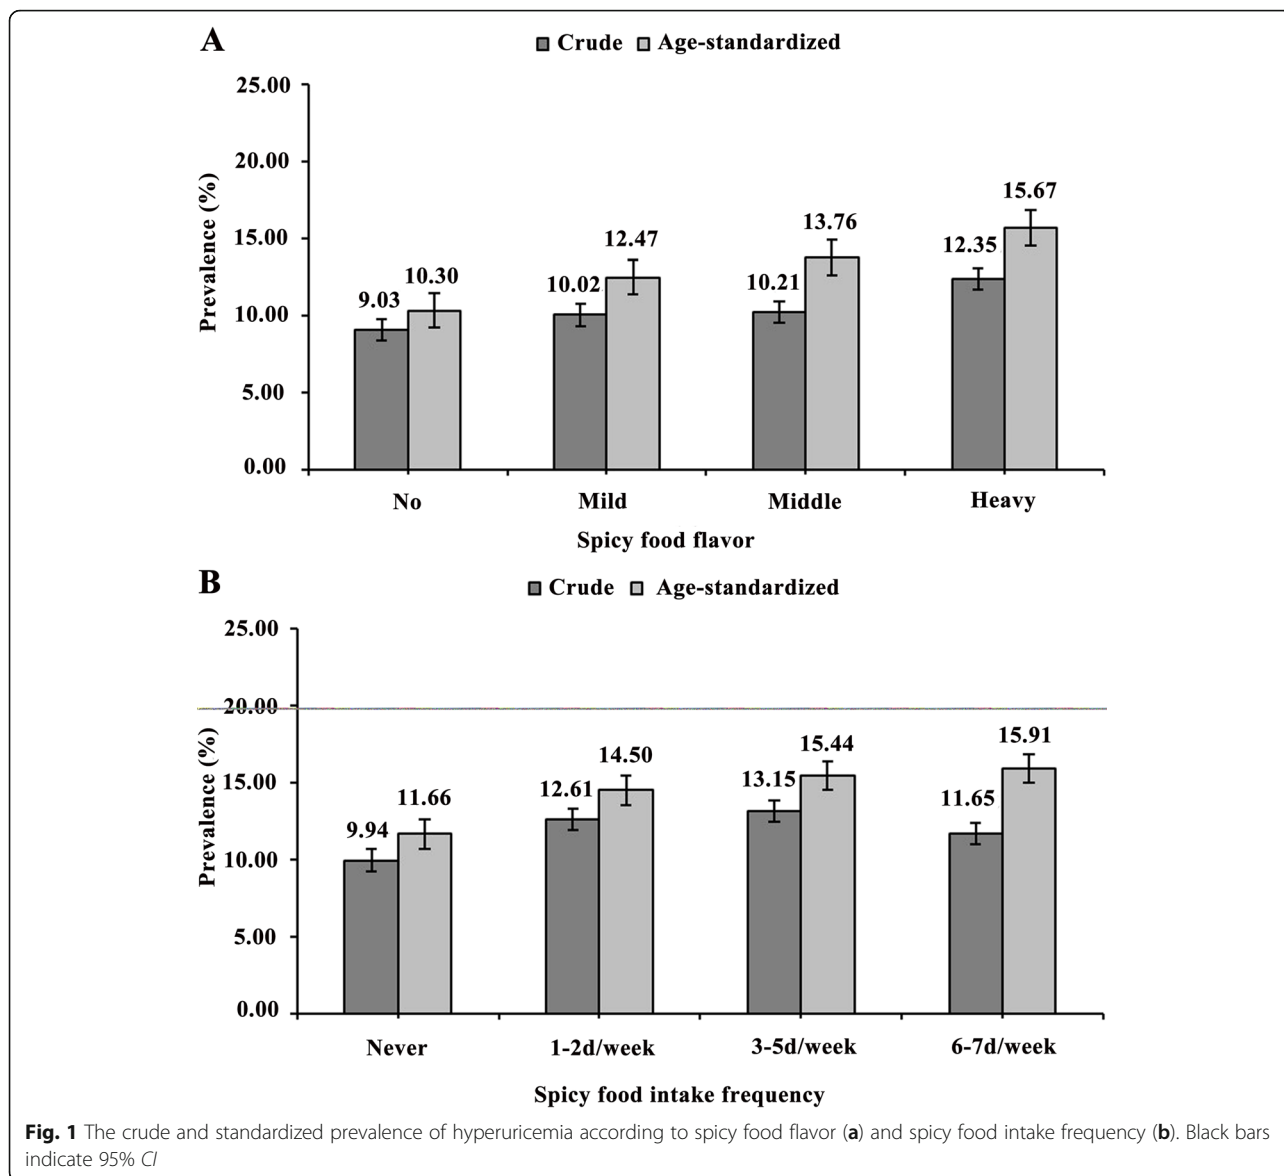 A
Crude Age-standardized
25.00
20.00
15.00
10.00
5.00
0.00
Prevalence (%)
9.03 10.30 10.02 12.47 10.21 13.76 12.35 15.67
No Mild Middle Heavy
Spicy food flavor
B
Crude Age-standardized
25.00
20.00
15.00
10.00
5.00
0.00
Prevalence (%)
9.94 11.66 12.61 14.50 13.15 15.44 11.65 15.91
Never 1-2d/week 3-5d/week 6-7d/week
Spicy food intake frequency
Fig. 1 The crude and standardized prevalence of hyperuricemia according to spicy food flavor (a) and spicy food intake frequency (b). Black bars
indicate 95% CI